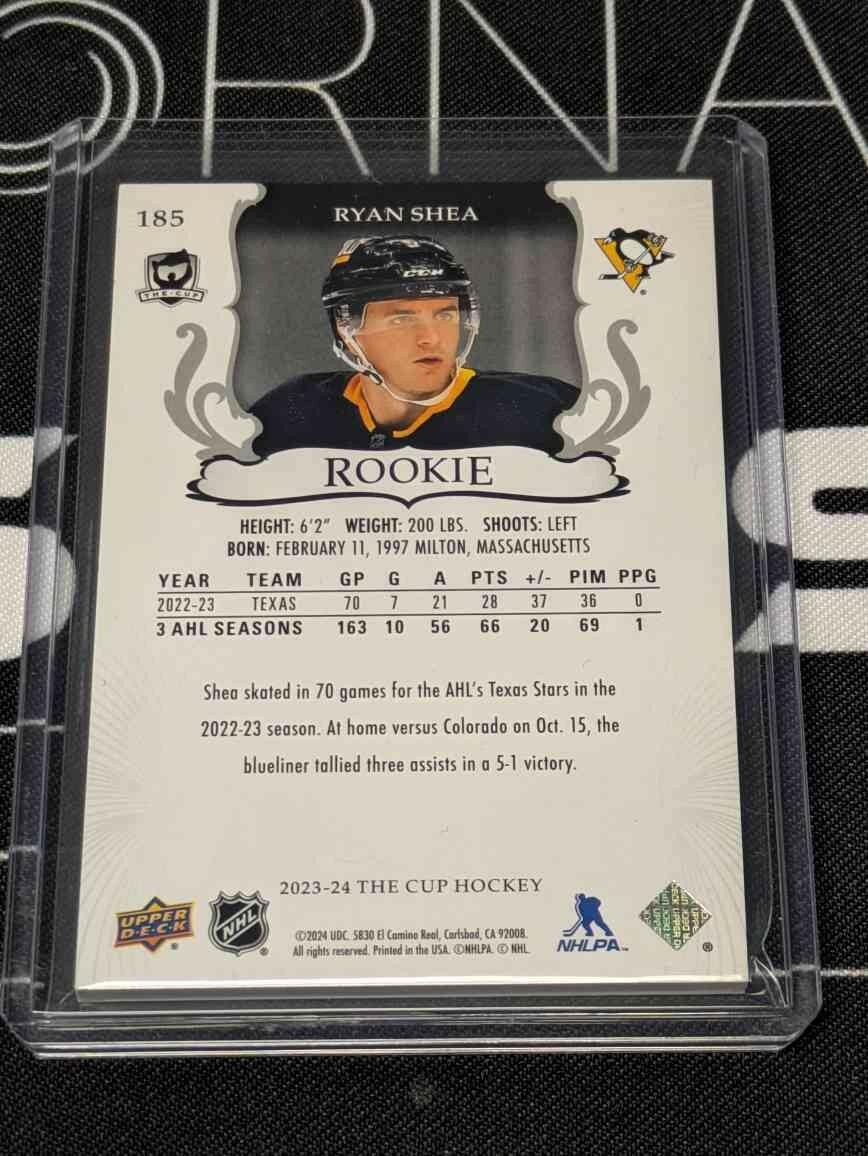 RNA
185
RYAN SHEA
THE·CUP
CCM
ROOKIE
HEIGHT: 6'2" WEIGHT: 200 LBS. SHOOTS: LEFT
BORN: FEBRUARY 11, 1997 MILTON, MASSACHUSETTS
YEAR TEAM GP G A PTS +/- PIM PPG
2022-23 TEXAS 70 7 21 28 37 36 0
3 AHL SEASONS 163 10 56 66 20 69 1
Shea skated in 70 games for the AHL's Texas Stars in the
2022-23 season. At home versus Colorado on Oct. 15, the
blueliner tallied three assists in a 5-1 victory.
2023-24 THE CUP HOCKEY
UPPER
D·E·C·K
®
NHL
®
©2024 UDC. 5830 El Camino Real, Carlsbad, CA 92008.
All rights reserved. Printed in the USA. ©NHLPA. © NHL.
NHLPA™
®